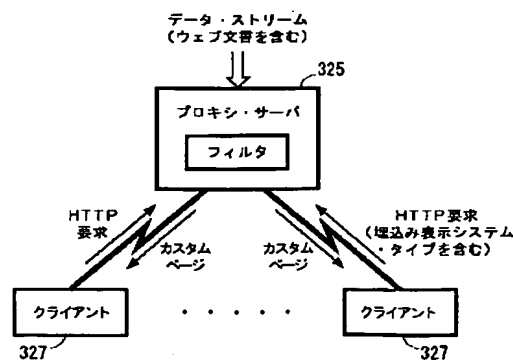 データ・ストリーム
（ウェブ文書を含む）
325
プロキシ・サーバ
フィルタ
HTTP
要求
カスタム
ページ
カスタム
ページ
HTTP要求
（埋込み表示システム
・タイプを含む）
クライアント
・・・・・
クライアント
327
327